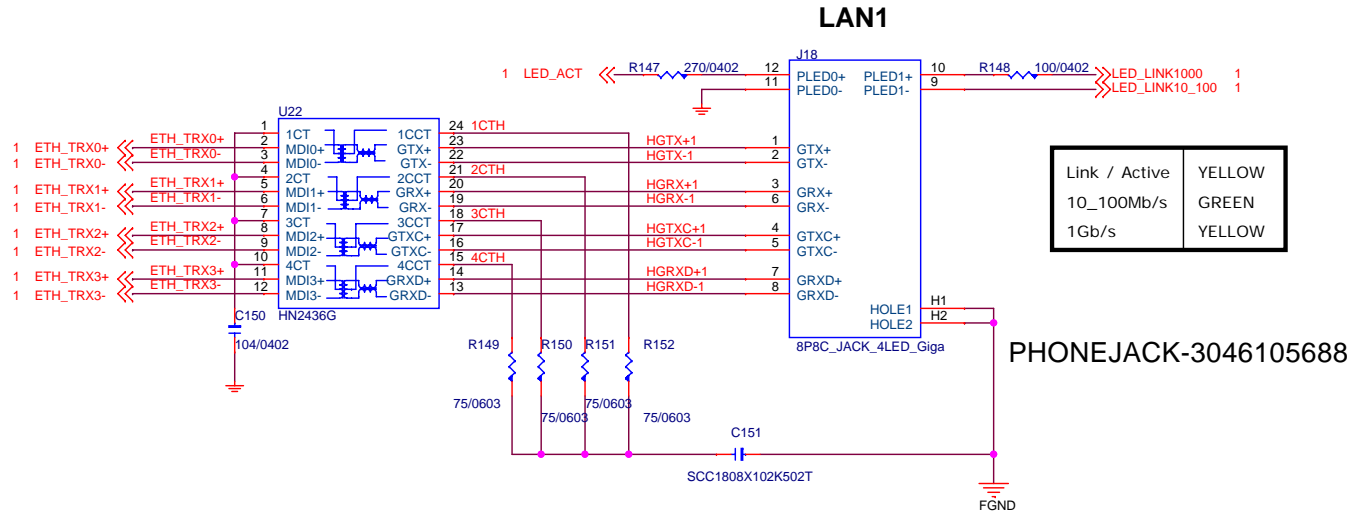 LAN1
J18
1 LED_ACT R147 270/0402 12 PLED0+ PLED1+ 10 R148 100/0402 LED_LINK1000 1
11 PLED0- PLED1- 9 LED_LINK10_100 1
U22
1 1CT 1CCT 24 1CTH
1 ETH_TRX0+ ETH_TRX0+ 2 MDI0+ GTX+ 23 HGTX+1 1 GTX+
1 ETH_TRX0- ETH_TRX0- 3 MDI0- GTX- 22 HGTX-1 2 GTX-
4 2CT 2CCT 21 2CTH
1 ETH_TRX1+ ETH_TRX1+ 5 MDI1+ GRX+ 20 HGRX+1 3 GRX+
1 ETH_TRX1- ETH_TRX1- 6 MDI1- GRX- 19 HGRX-1 6 GRX-
7 3CT 3CCT 18 3CTH
1 ETH_TRX2+ ETH_TRX2+ 8 MDI2+ GTXC+ 17 HGTXC+1 4 GTXC+
1 ETH_TRX2- ETH_TRX2- 9 MDI2- GTXC- 16 HGTXC-1 5 GTXC-
10 4CT 4CCT 15 4CTH
1 ETH_TRX3+ ETH_TRX3+ 11 MDI3+ GRXD+ 14 HGRXD+1 7 GRXD+
1 ETH_TRX3- ETH_TRX3- 12 MDI3- GRXD- 13 HGRXD-1 8 GRXD-
HN2436G
Link / Active YELLOW
10_100Mb/s GREEN
1Gb/s YELLOW
HOLE1 H1
HOLE2 H2
8P8C_JACK_4LED_Giga
PHONEJACK-3046105688
C150
104/0402
R149 R150 R151 R152
75/0603 75/0603 75/0603 75/0603
C151
SCC1808X102K502T
FGND